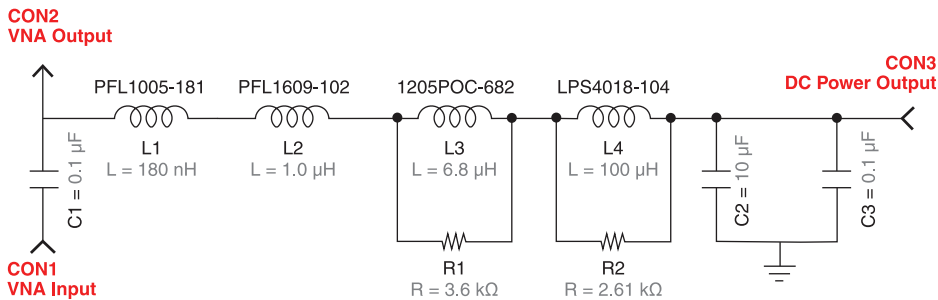 CON2
VNA Output
PFL1005-181
PFL1609-102
1205POC-682
LPS4018-104
CON3
DC Power Output
L1
L = 180 nH
L2
L = 1.0 µH
L3
L = 6.8 µH
L4
L = 100 µH
C1 = 0.1 µF
C2 = 10 µF
C3 = 0.1 µF
CON1
VNA Input
R1
R = 3.6 kΩ
R2
R = 2.61 kΩ